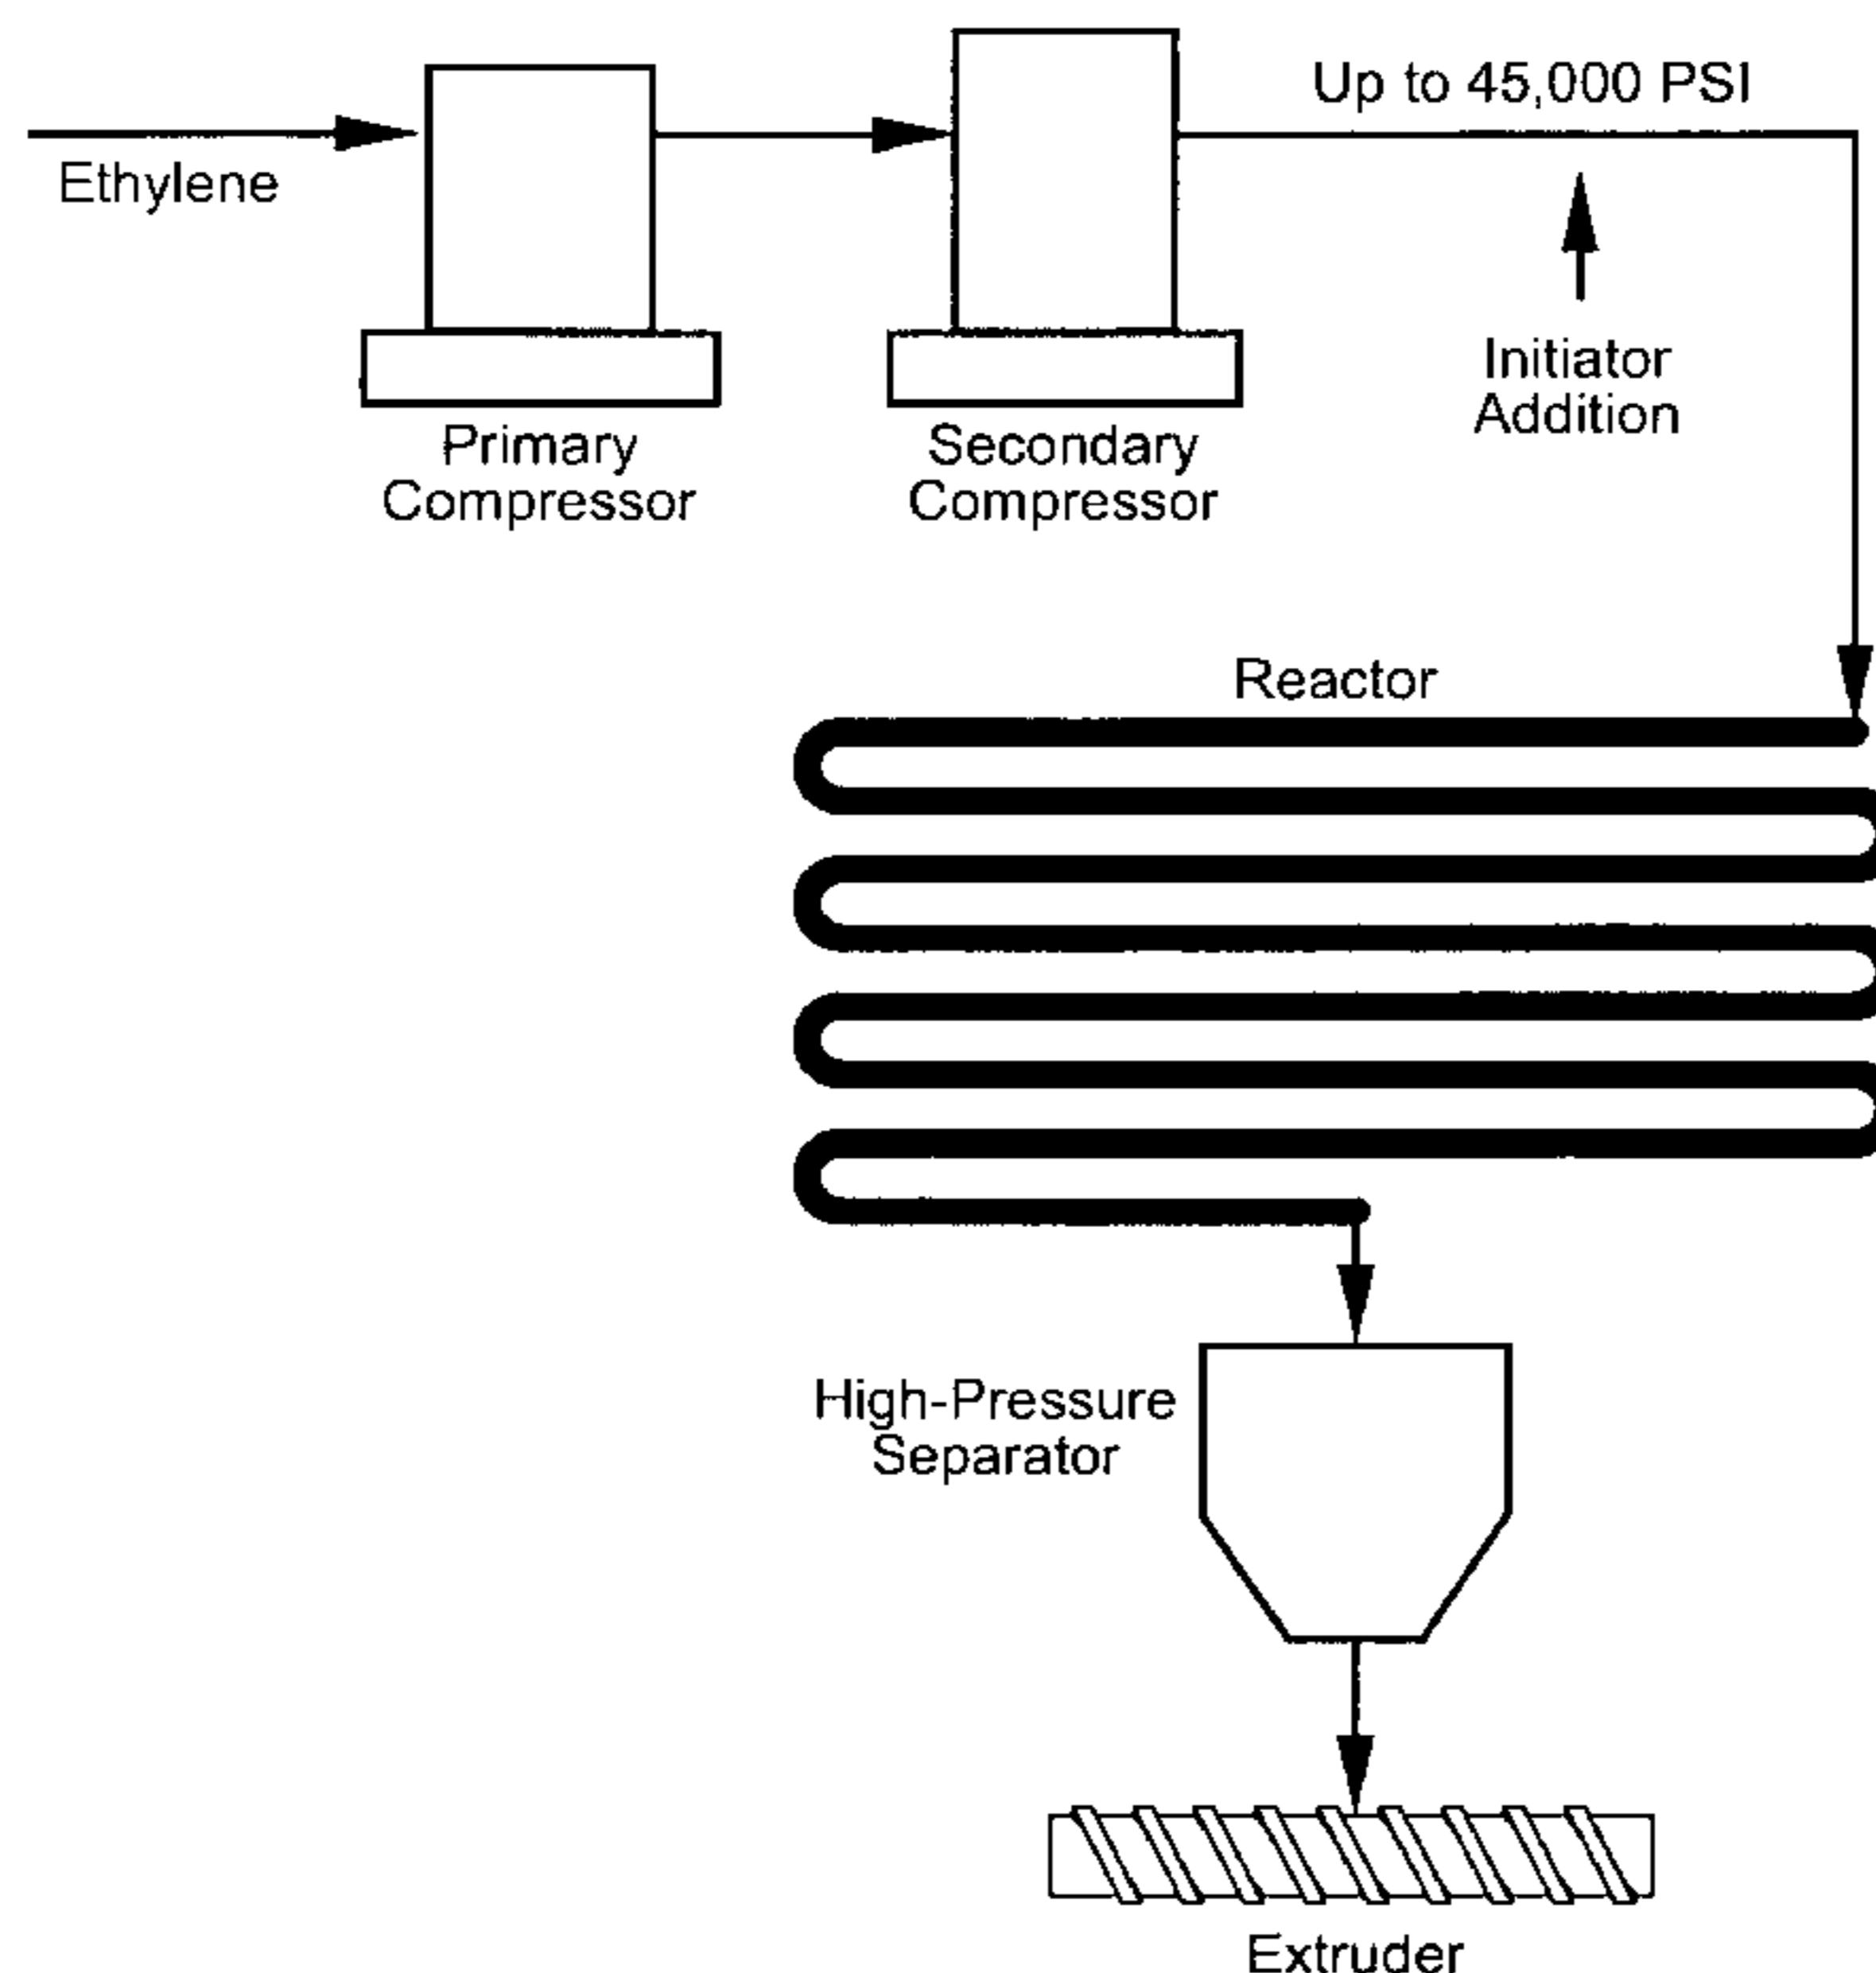 Up to 45,000 PSI
Ethylene
Initiator
Addition
Primary
Compressor
Secondary
Compressor
Reactor
High-Pressure
Separator
Extruder